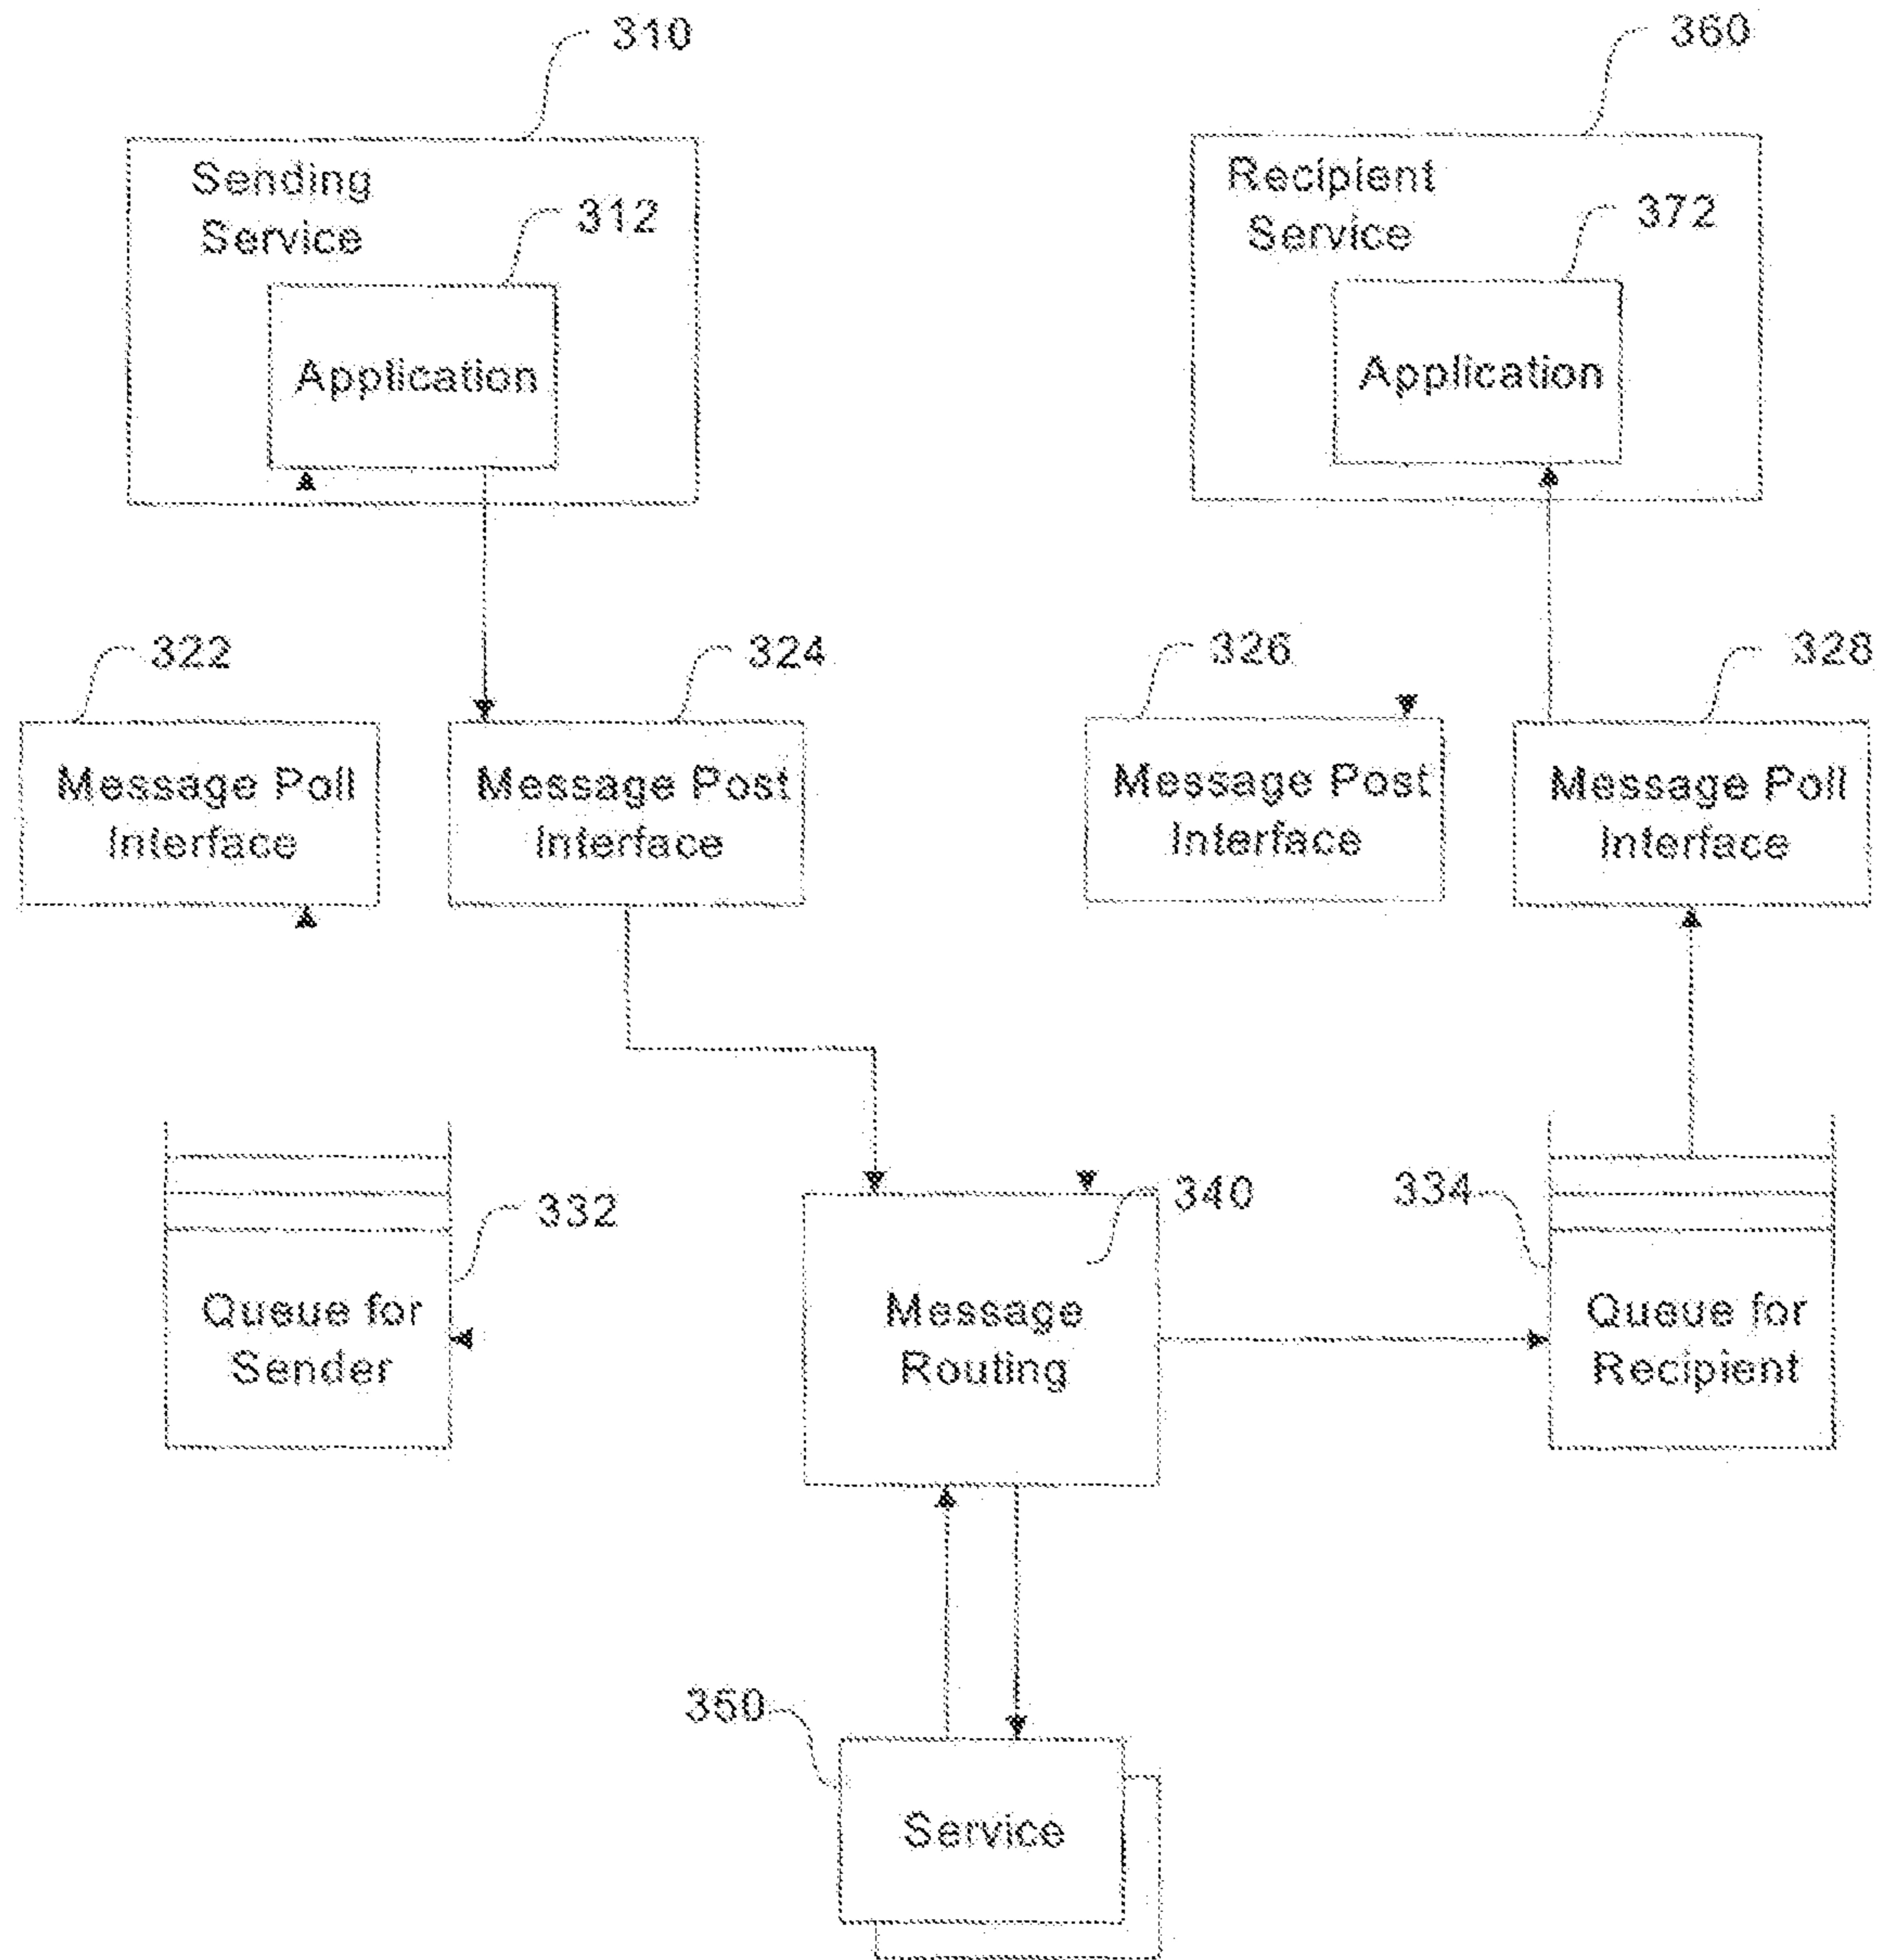 310
360
Sending
Service
312
Recipient
Service
372
Application
Application
322
324
326
328
Message Poll
Interface
Message Post
Interface
Message Post
Interface
Message Poll
Interface
332
340
334
Queue for
Sender
Message
Routing
Queue for
Recipient
350
Service